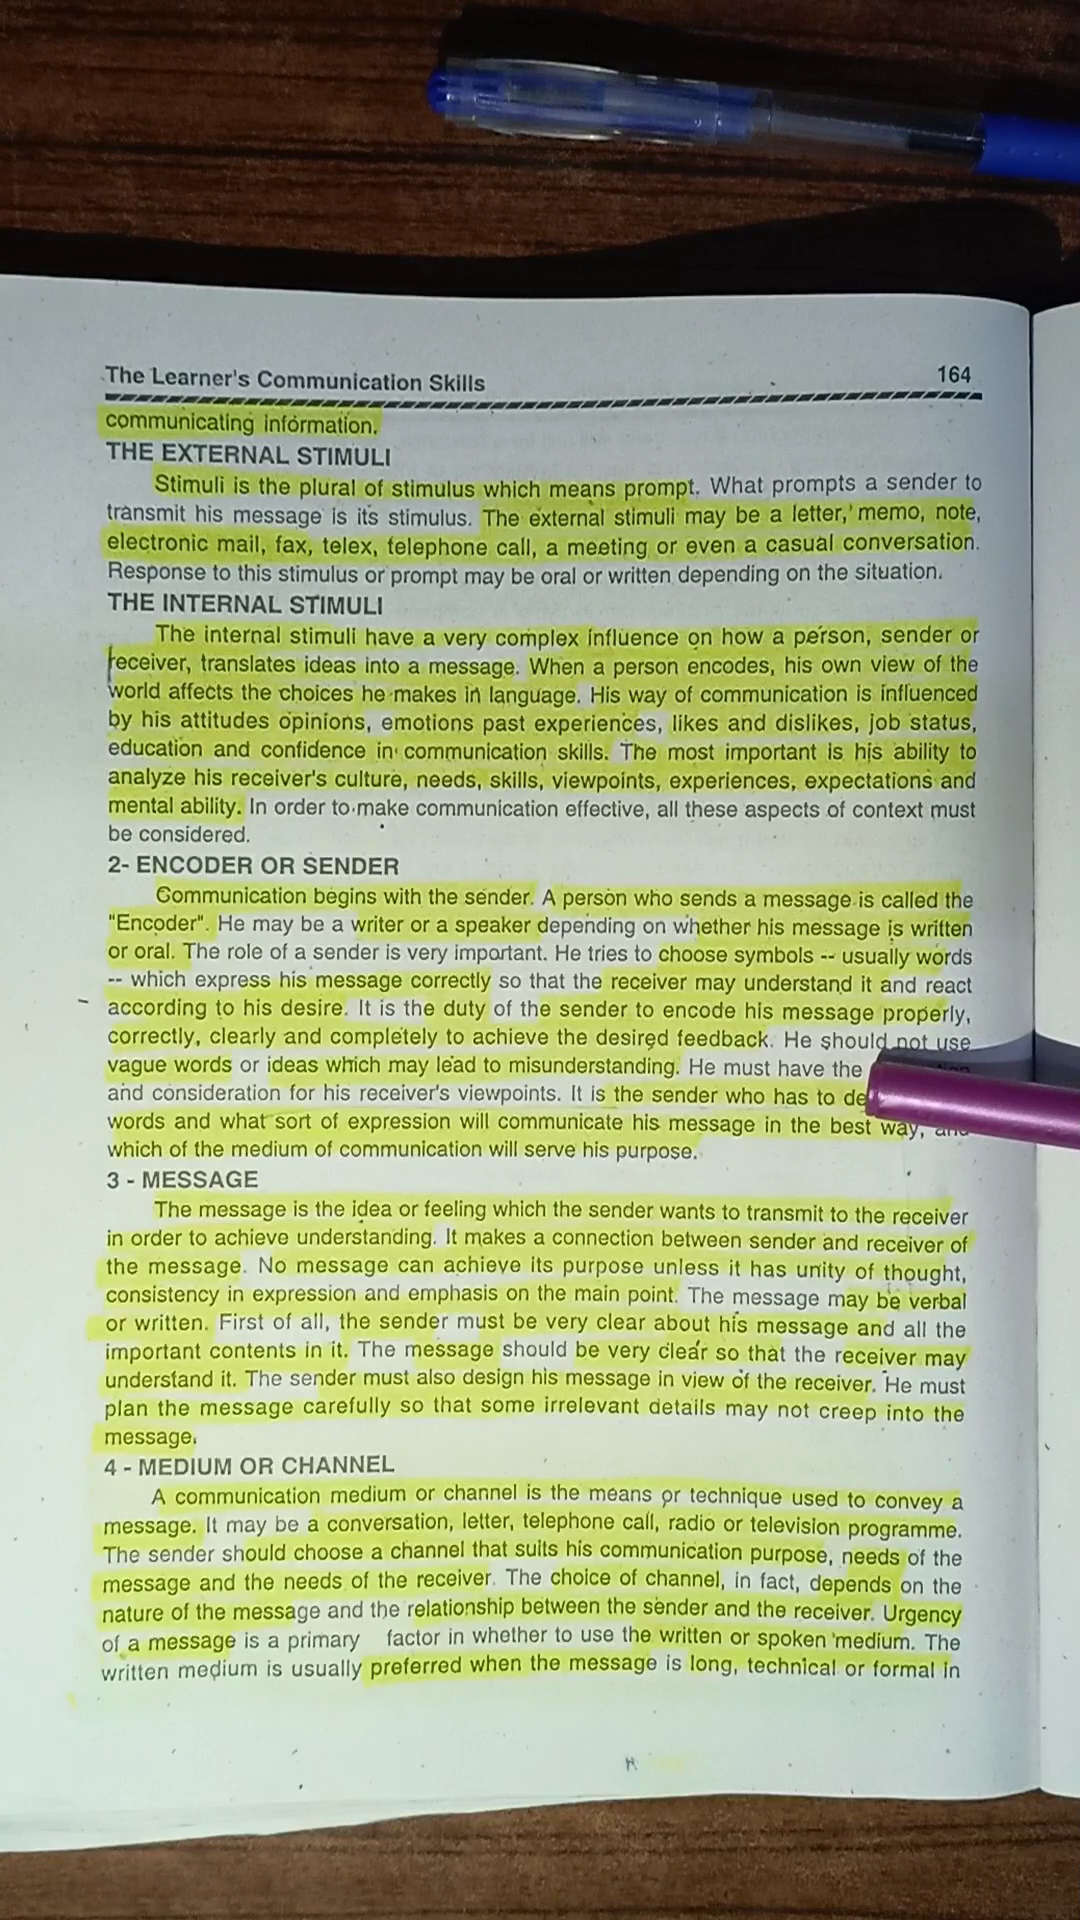 The Learner's Communication Skills 164
communicating information.
THE EXTERNAL STIMULI
Stimuli is the plural of stimulus which means prompt. What prompts a sender to
transmit his message is its stimulus. The external stimuli may be a letter, memo, note,
electronic mail, fax, telex, telephone call, a meeting or even a casual conversation.
Response to this stimulus or prompt may be oral or written depending on the situation.
THE INTERNAL STIMULI
The internal stimuli have a very complex influence on how a person, sender or
receiver, translates ideas into a message. When a person encodes, his own view of the
world affects the choices he makes in language. His way of communication is influenced
by his attitudes opinions, emotions past experiences, likes and dislikes, job status,
education and confidence in communication skills. The most important is his ability to
analyze his receiver's culture, needs, skills, viewpoints, experiences, expectations and
mental ability. In order to make communication effective, all these aspects of context must
be considered.
2- ENCODER OR SENDER
Communication begins with the sender. A person who sends a message is called the
"Encoder". He may be a writer or a speaker depending on whether his message is written
or oral. The role of a sender is very important. He tries to choose symbols -- usually words
-- which express his message correctly so that the receiver may understand it and react
according to his desire. It is the duty of the sender to encode his message properly,
correctly, clearly and completely to achieve the desired feedback. He should not use
vague words or ideas which may lead to misunderstanding. He must have the
and consideration for his receiver's viewpoints. It is the sender who has to
words and what sort of expression will communicate his message in the best way, and
which of the medium of communication will serve his purpose.
3 - MESSAGE
The message is the idea or feeling which the sender wants to transmit to the receiver
in order to achieve understanding. It makes a connection between sender and receiver of
the message. No message can achieve its purpose unless it has unity of thought,
consistency in expression and emphasis on the main point. The message may be verbal
or written. First of all, the sender must be very clear about his message and all the
important contents in it. The message should be very clear so that the receiver may
understand it. The sender must also design his message in view of the receiver. He must
plan the message carefully so that some irrelevant details may not creep into the
message.
4 - MEDIUM OR CHANNEL
A communication medium or channel is the means or technique used to convey a
message. It may be a conversation, letter, telephone call, radio or television programme.
The sender should choose a channel that suits his communication purpose, needs of the
message and the needs of the receiver. The choice of channel, in fact, depends on the
nature of the message and the relationship between the sender and the receiver. Urgency
of a message is a primary factor in whether to use the written or spoken medium. The
written medium is usually preferred when the message is long, technical or formal in